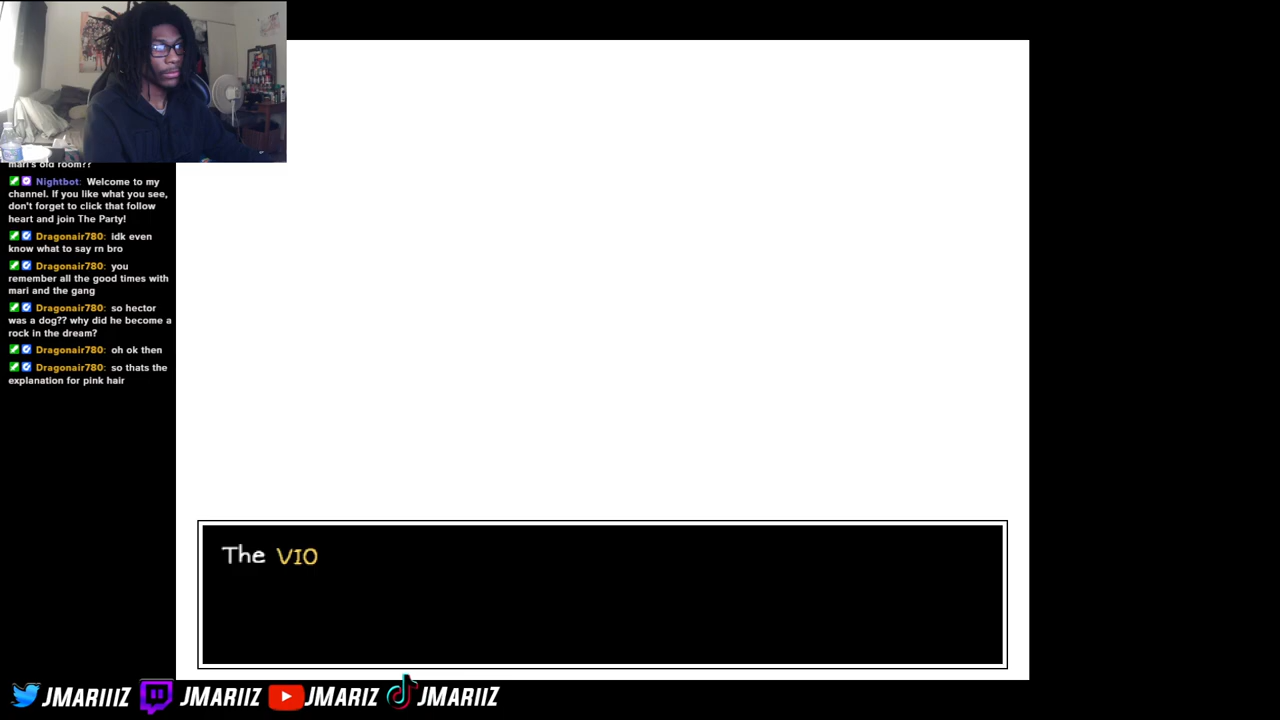 mari's old room??
Nightbot: Welcome to my
channel. If you like what you see,
don't forget to click that follow
heart and join The Party!
Dragonair780: idk even
know what to say rn bro
Dragonair780: you
remember all the good times with
mari and the gang
Dragonair780: so hector
was a dog?? why did he become a
rock in the dream?
Dragonair780: oh ok then
Dragonair780: so thats the
explanation for pink hair
The VIO
JMARIIIZ JMARIIZ JMARIZ JMARIIZ